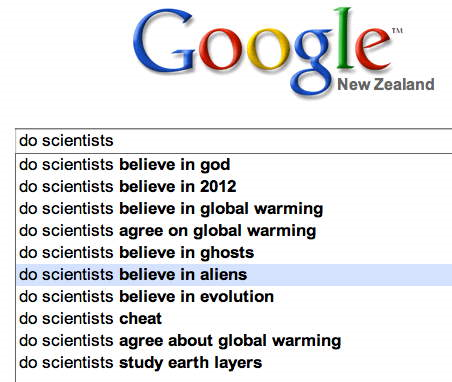 Google™
New Zealand
do scientists
do scientists believe in god
do scientists believe in 2012
do scientists believe in global warming
do scientists agree on global warming
do scientists believe in ghosts
do scientists believe in aliens
do scientists believe in evolution
do scientists cheat
do scientists agree about global warming
do scientists study earth layers